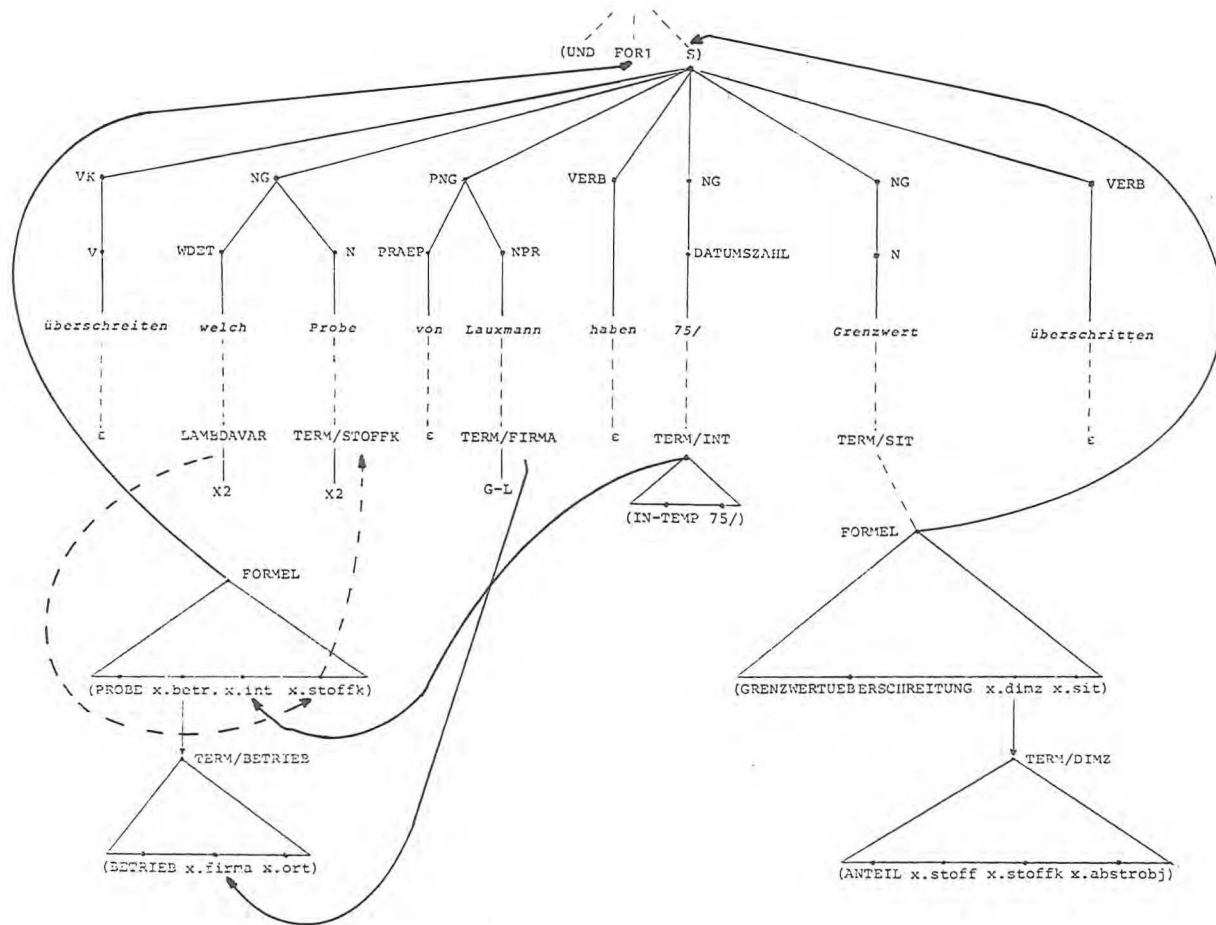 (UND FOR1 S)
VK NG PNG VERB NG NG VERB
V WDET N PRAEP NPR DATUMSZAHL N
überschreiten welch Probe von Lauxmann haben 75/ Grenzwert überschritten
ε LAMBDAVAR TERM/STOFFK ε TERM/FIRMA ε TERM/INT TERM/SIT ε
X2 X2 G-L
(IN-TEMP 75/)
FORMEL
FORMEL
(PROBE x.betr. x.int x.stoffk) (GRENZWERTUEBERSCHREITUNG x.dimz x.sit)
TERM/BETRIEB TERM/DIMZ
(BETRIEB x.firma x.ort) (ANTEIL x.stoff x.stoffk x.abstrobj)